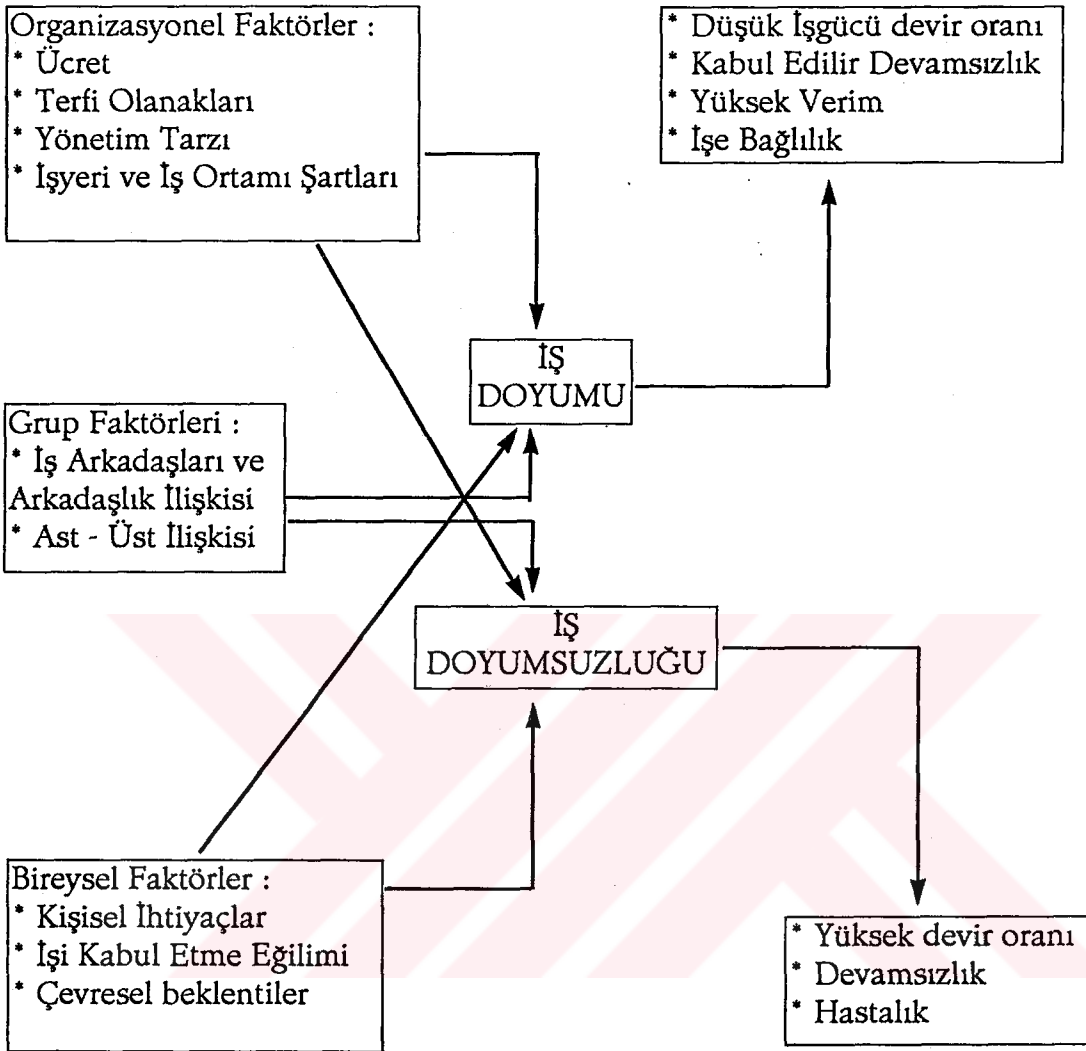 Organizasyonel Faktörler :
* Ücret
* Terfi Olanakları
* Yönetim Tarzı
* İşyeri ve İş Ortamı Şartları
* Düşük İşgücü devir oranı
* Kabul Edilir Devamsızlık
* Yüksek Verim
* İşe Bağlılık
İŞ
DOYUMU
Grup Faktörleri :
* İş Arkadaşları ve
Arkadaşlık İlişkisi
* Ast - Üst İlişkisi
İŞ
DOYUMSUZLUĞU
Bireysel Faktörler :
* Kişisel İhtiyaçlar
* İşi Kabul Etme Eğilimi
* Çevresel beklentiler
* Yüksek devir oranı
* Devamsızlık
* Hastalık